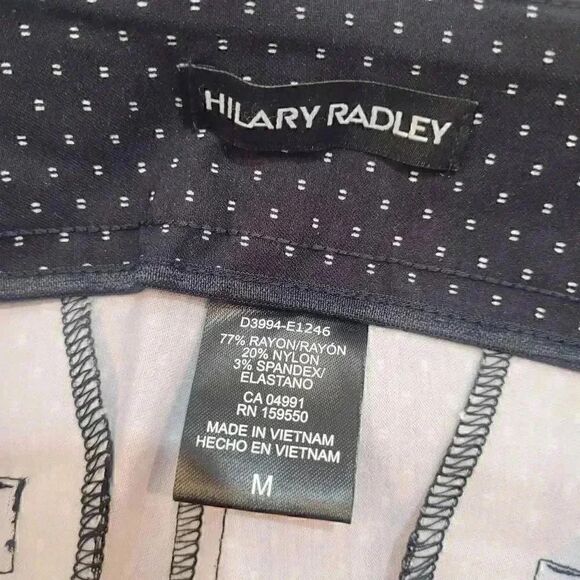 HILARY RADLEY
D3994-E1246
77% RAYON/RAYÓN
20% NYLON
3% SPANDEX/
ELASTANO
CA 04991
RN 159550
MADE IN VIETNAM
HECHO EN VIETNAM
M